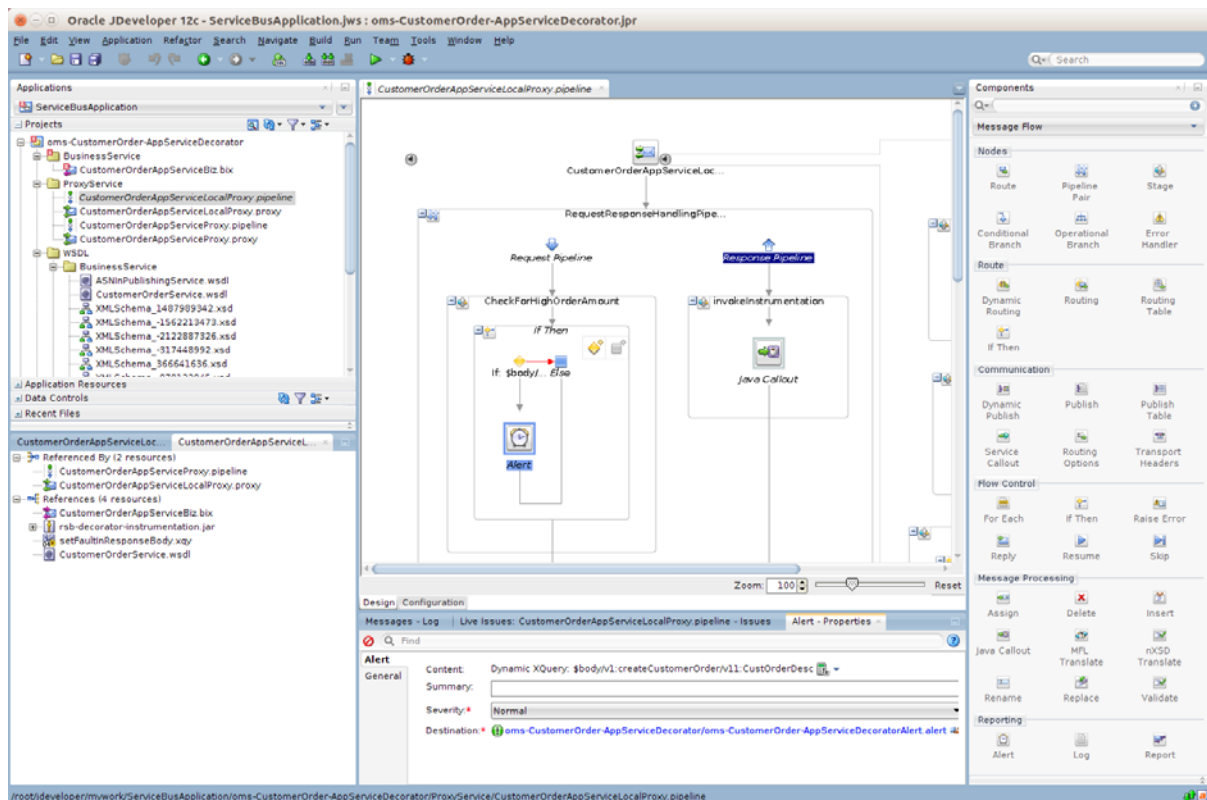 Oracle JDeveloper 12c - ServiceBusApplication.jws : oms-CustomerOrder-AppServiceDecorator.jpr
File Edit View Application Refactor Search Navigate Build Run Team Tools Window Help
Search
Applications
ServiceBusApplication
Projects
oms-CustomerOrder-AppServiceDecorator
BusinessService
CustomerOrderAppServiceBiz.bix
ProxyService
CustomerOrderAppServiceLocalProxy.pipeline
CustomerOrderAppServiceLocalProxy.proxy
CustomerOrderAppServiceProxy.pipeline
CustomerOrderAppServiceProxy.proxy
WSDL
BusinessService
ASNInPublishingService.wsdl
CustomerOrderService.wsdl
XMLSchema_1487989342.xsd
XMLSchema_-1562213473.xsd
XMLSchema_-2122887326.xsd
XMLSchema_-317448992.xsd
XMLSchema_366641636.xsd
Application Resources
Data Controls
Recent Files
CustomerOrderAppServiceLoc... CustomerOrderAppServiceL...
Referenced By (2 resources)
CustomerOrderAppServiceProxy.pipeline
CustomerOrderAppServiceLocalProxy.proxy
References (4 resources)
CustomerOrderAppServiceBiz.bix
rsb-decorator-instrumentation.jar
setFaultInResponseBody.xqy
CustomerOrderService.wsdl
CustomerOrderAppServiceLocalProxy.pipeline
CustomerOrderAppServiceLoc...
RequestResponseHandlingPipe...
Request Pipeline
Response Pipeline
CheckForHighOrderAmount
invokeInstrumentation
If Then
If: $body/... Else
Java Callout
Alert
Zoom: 100 Reset
Design Configuration
Messages - Log Live Issues: CustomerOrderAppServiceLocalProxy.pipeline - Issues Alert - Properties
Find
Alert
General
Content: Dynamic XQuery: $body/v1:createCustomerOrder/v11:CustOrderDesc
Summary:
Severity:* Normal
Destination:* oms-CustomerOrder-AppServiceDecorator/oms-CustomerOrder-AppServiceDecoratorAlert.alert
Components
Message Flow
Nodes
Route Pipeline Pair Stage
Conditional Branch Operational Branch Error Handler
Route
Dynamic Routing Routing Routing Table
If Then
Communication
Dynamic Publish Publish Publish Table
Service Callout Routing Options Transport Headers
Flow Control
For Each If Then Raise Error
Reply Resume Skip
Message Processing
Assign Delete Insert
Java Callout MFL Translate nXSD Translate
Rename Replace Validate
Reporting
Alert Log Report
/root/jdeveloper/mywork/ServiceBusApplication/oms-CustomerOrder-AppServiceDecorator/ProxyService/CustomerOrderAppServiceLocalProxy.pipeline